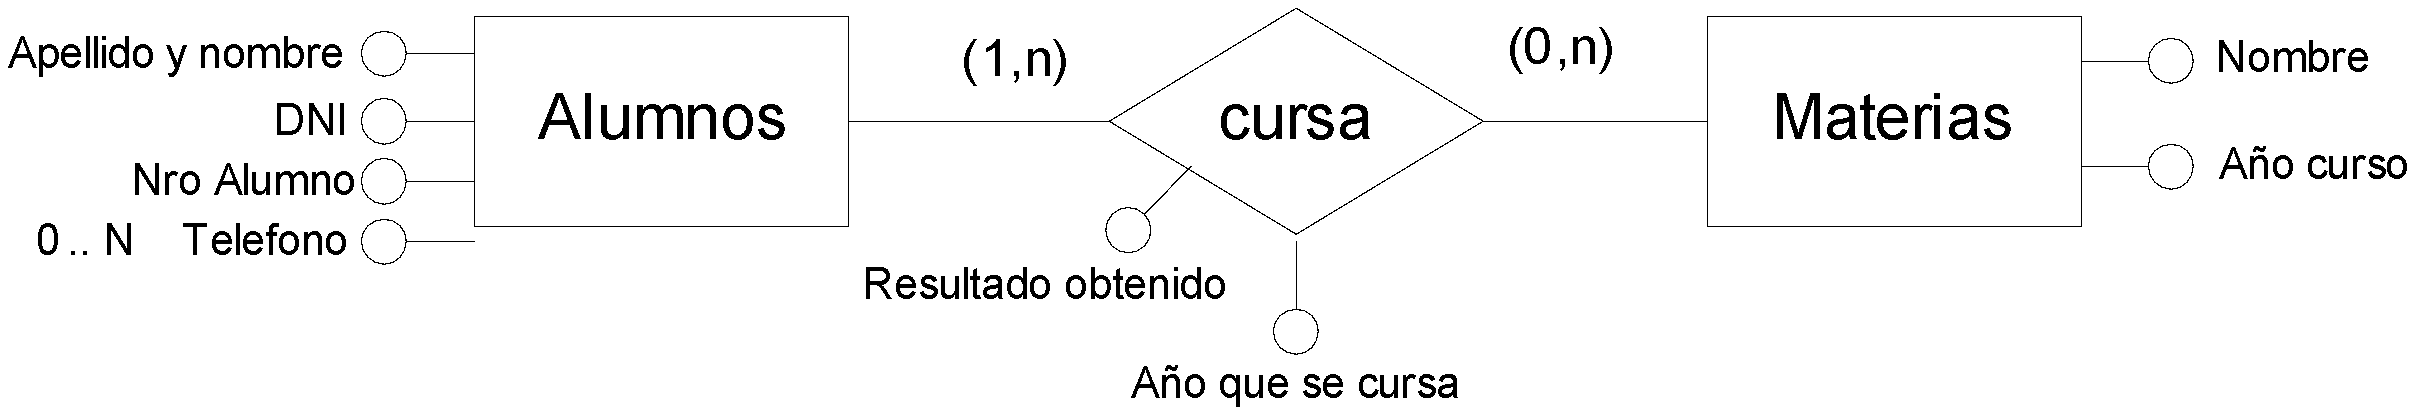 Apellido y nombre
DNI
Nro Alumno
0 .. N Telefono
Alumnos
(1,n)
cursa
(0,n)
Resultado obtenido
Año que se cursa
Materias
Nombre
Año curso